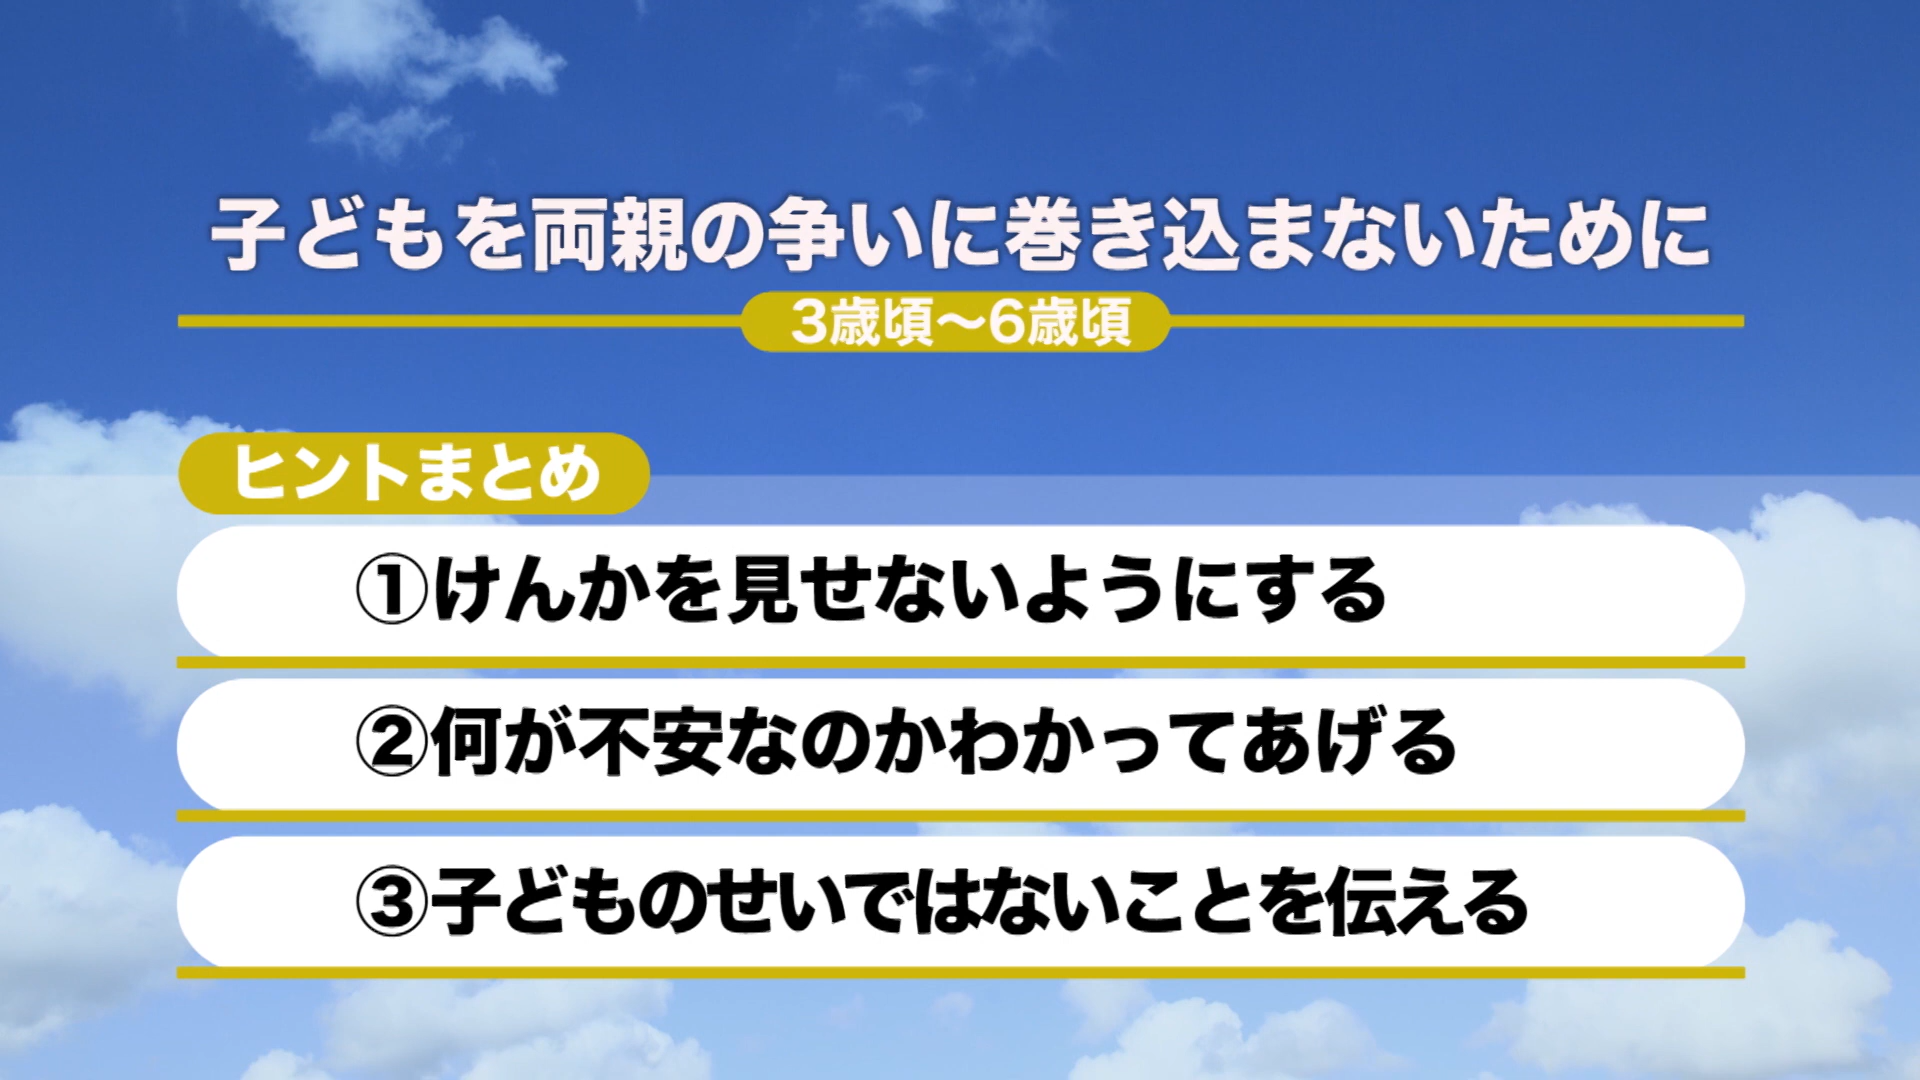 子どもを両親の争いに巻き込まないために
3歳頃〜6歳頃
ヒントまとめ
①けんかを見せないようにする
②何が不安なのかわかってあげる
③子どものせいではないことを伝える